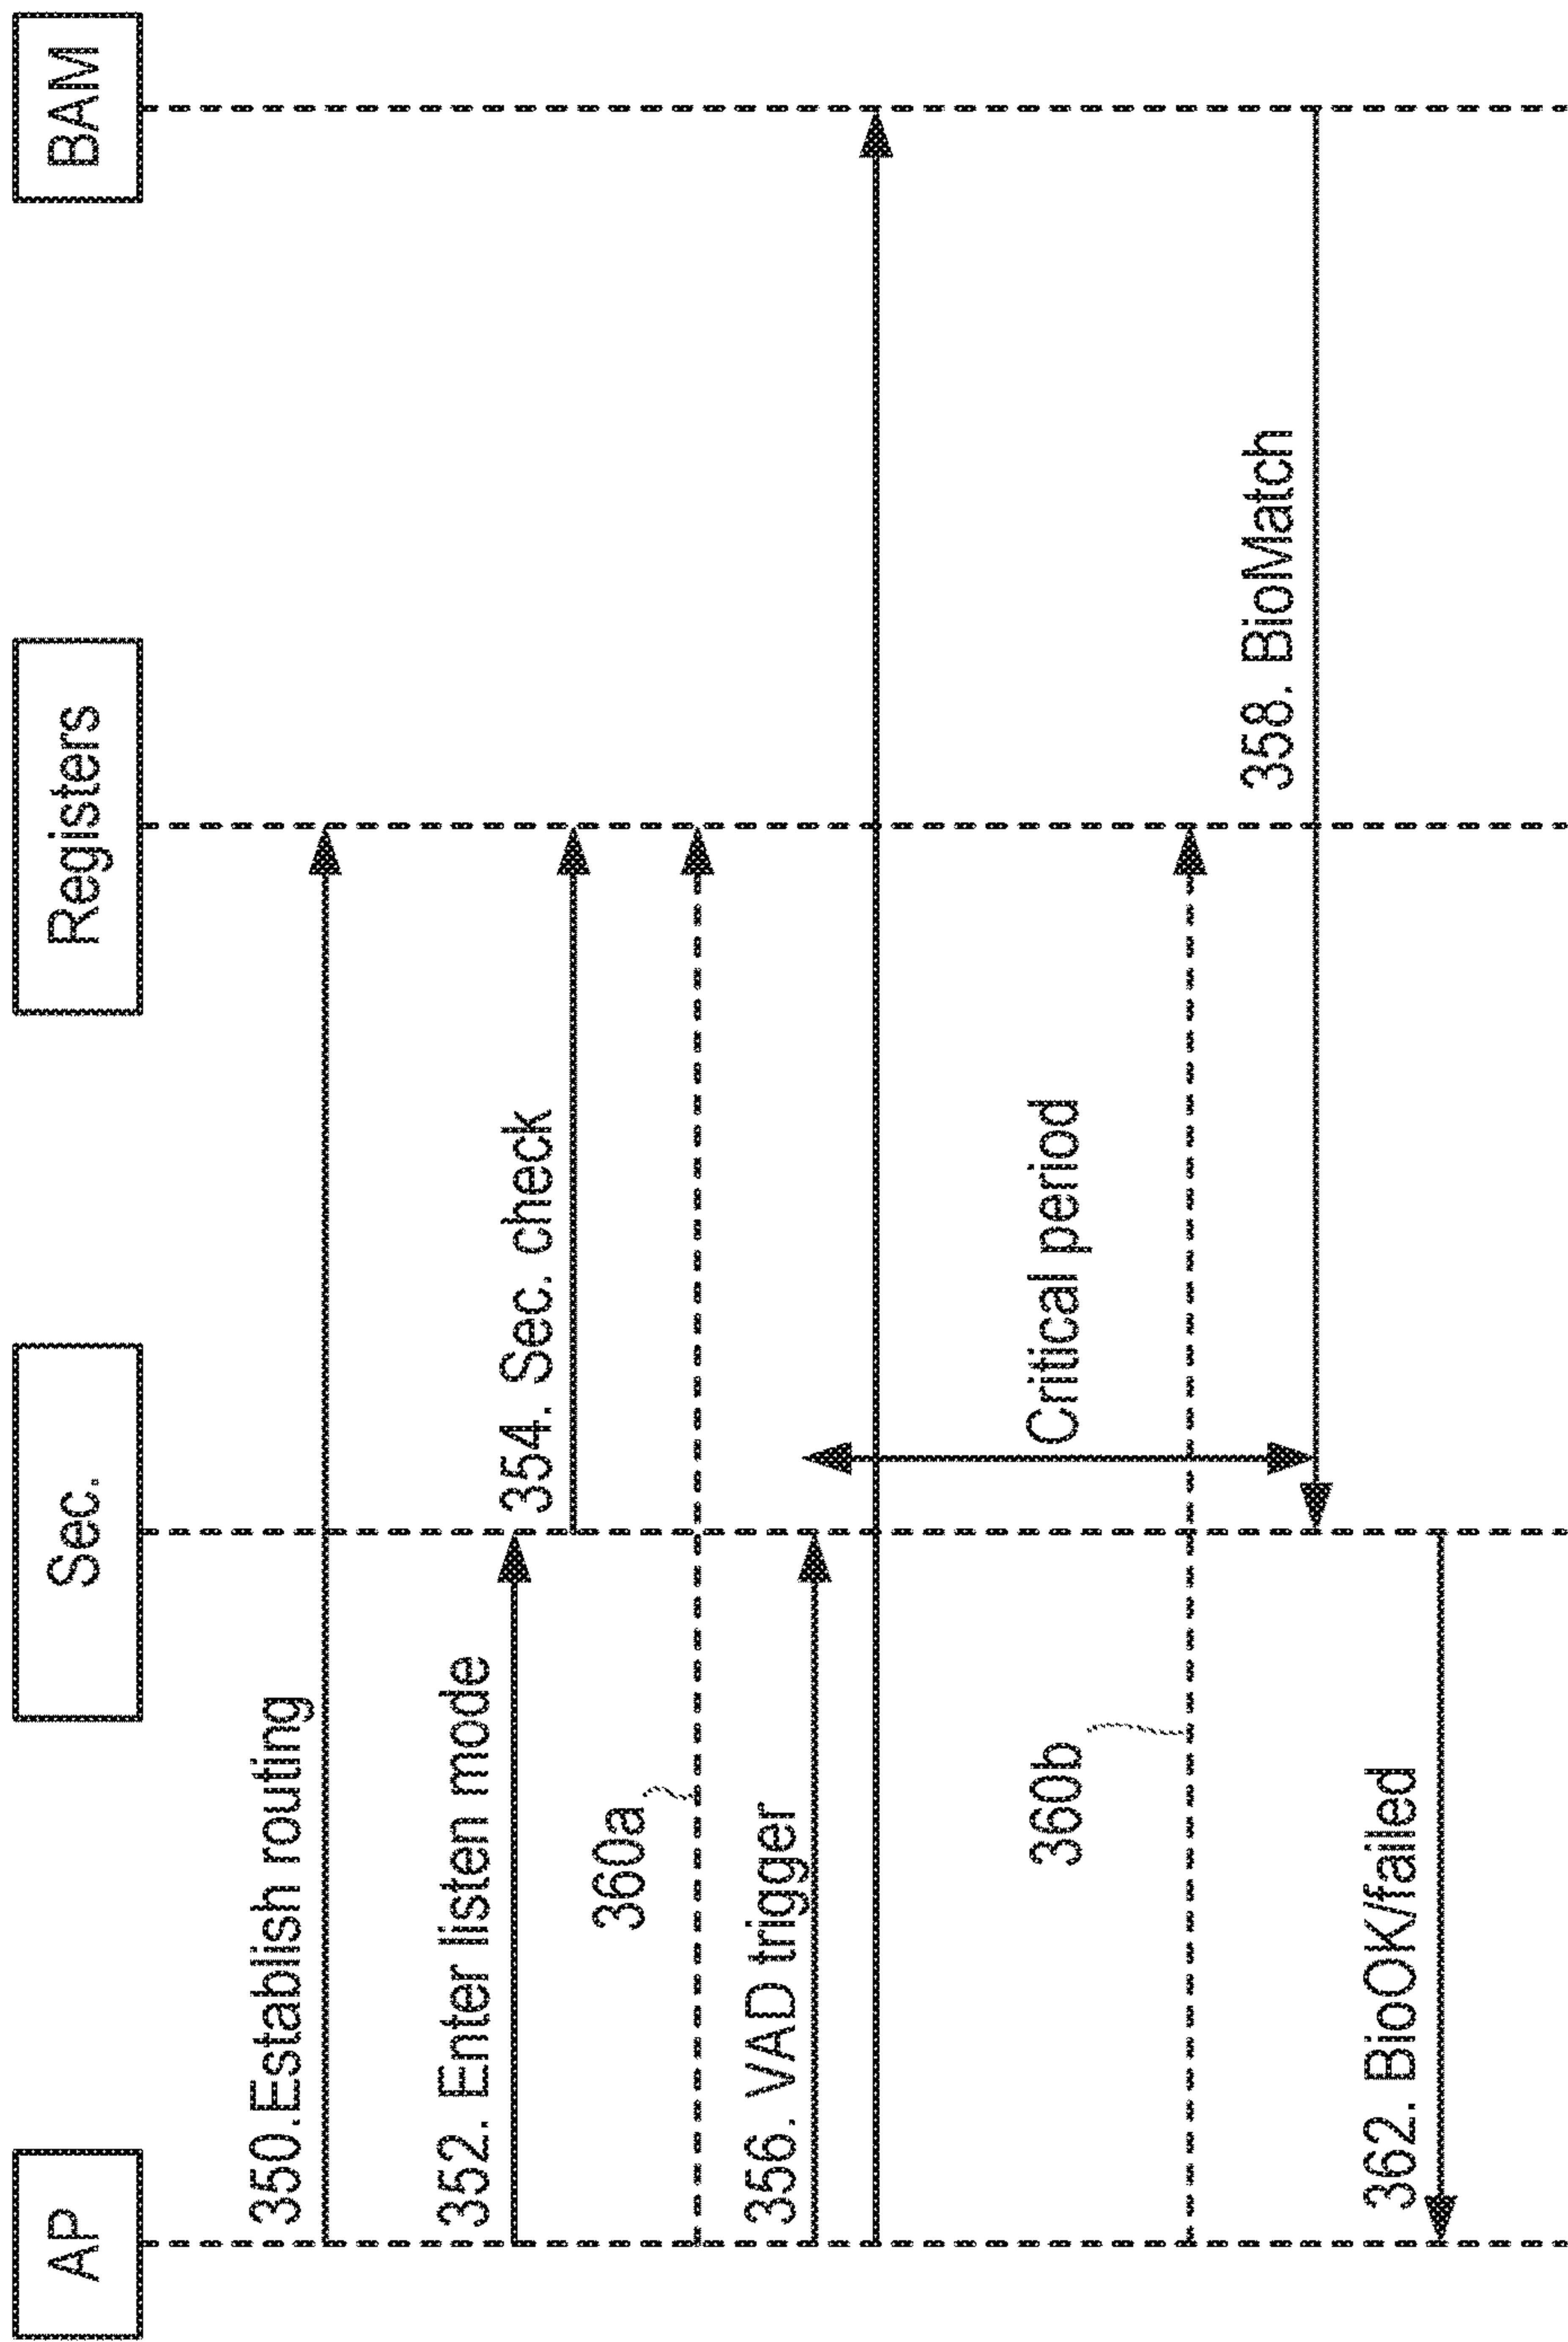 AP
Sec.
Registers
BAM
350.Establish routing
352. Enter listen mode
354. Sec. check
360a
356. VAD trigger
Critical period
360b
358. BioMatch
362. BioOK/failed